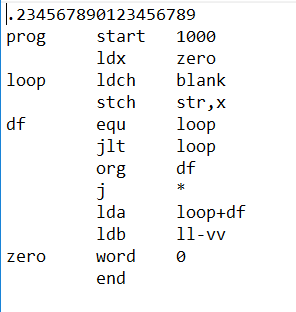 .234567890123456789
prog start 1000
ldx zero
loop ldch blank
stch str,x
df equ loop
jlt loop
org df
j *
lda loop+df
ldb ll-vv
zero word 0
end